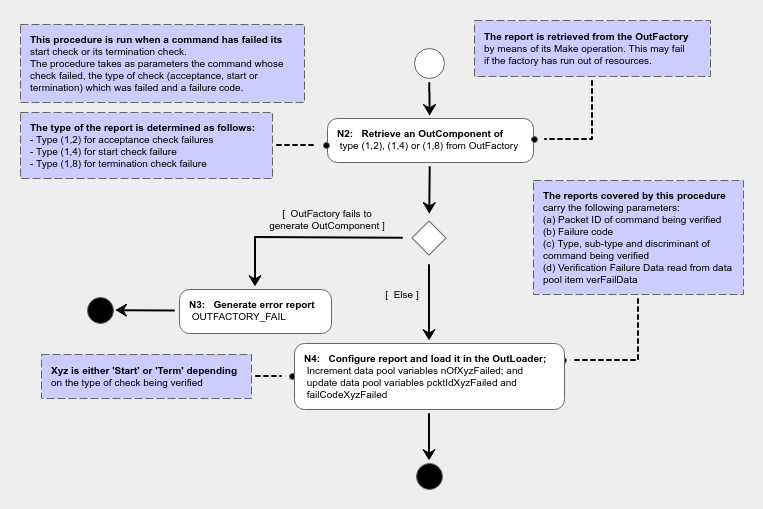 This procedure is run when a command has failed its
start check or its termination check.
The procedure takes as parameters the command whose
check failed, the type of check (acceptance, start or
termination) which was failed and a failure code.
The report is retrieved from the OutFactory
by means of its Make operation. This may fail
if the factory has run out of resources.
The type of the report is determined as follows:
- Type (1,2) for acceptance check failures
- Type (1,4) for start check failure
- Type (1,8) for termination check failure
N2: Retrieve an OutComponent of
type (1,2), (1,4) or (1,8) from OutFactory
The reports covered by this procedure
carry the following parameters:
(a) Packet ID of command being verified
(b) Failure code
(c) Type, sub-type and discriminant of
command being verified
(d) Verification Failure Data read from data
pool item verFailData
[ OutFactory fails to
generate OutComponent ]
[ Else ]
N3: Generate error report
OUTFACTORY_FAIL
N4: Configure report and load it in the OutLoader;
Increment data pool variables nOfXyzFailed; and
update data pool variables pcktIdXyzFailed and
failCodeXyzFailed
Xyz is either 'Start' or 'Term' depending
on the type of check being verified